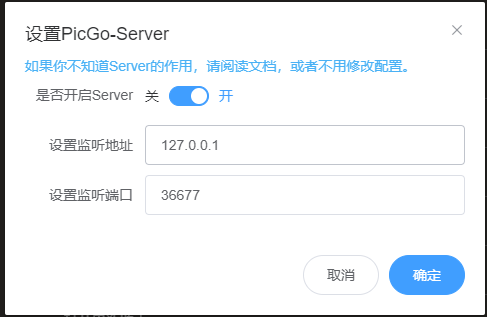 设置PicGo-Server
如果你不知道Server的作用，请阅读文档，或者不用修改配置。
是否开启Server 关 开
设置监听地址 127.0.0.1
设置监听端口 36677
取消 确定